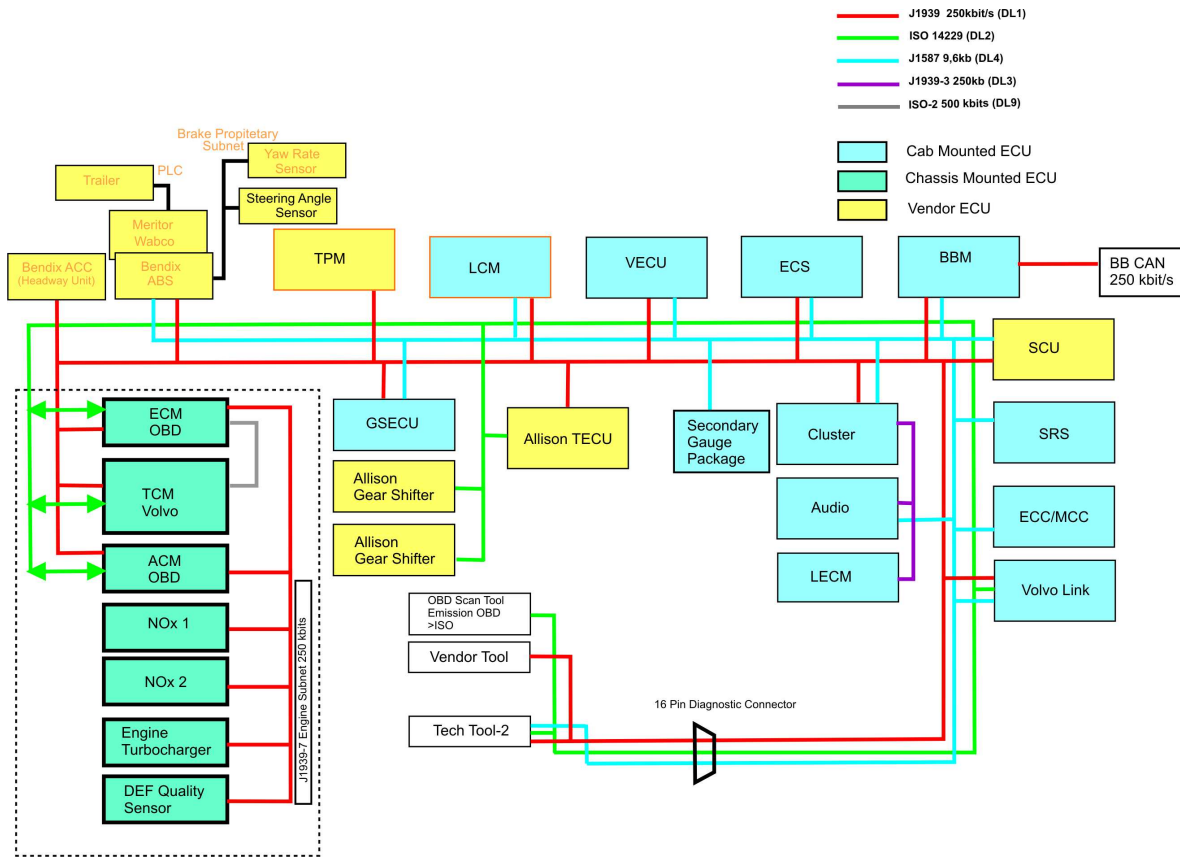 J1939 250kbit/s (DL1)
ISO 14229 (DL2)
J1587 9,6kb (DL4)
J1939-3 250kb (DL3)
ISO-2 500 kbits (DL9)
Cab Mounted ECU
Chassis Mounted ECU
Vendor ECU
Brake Propitetary
Subnet
Yaw Rate
Sensor
PLC
Trailer
Steering Angle
Sensor
Meritor
Wabco
Bendix ACC
(Headway Unit)
Bendix
ABS
TPM
LCM
VECU
ECS
BBM
BB CAN
250 kbit/s
SCU
ECM
OBD
TCM
Volvo
ACM
OBD
NOx 1
NOx 2
Engine
Turbocharger
DEF Quality
Sensor
J1939-7 Engine Subnet 250 kbits
GSECU
Allison TECU
Allison
Gear Shifter
Allison
Gear Shifter
Secondary
Gauge
Package
Cluster
Audio
LECM
SRS
ECC/MCC
Volvo Link
OBD Scan Tool
Emission OBD
>ISO
Vendor Tool
Tech Tool-2
16 Pin Diagnostic Connector